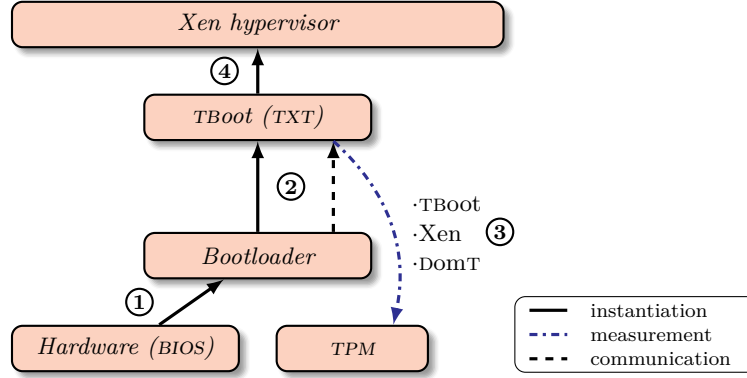 Xen hypervisor
4
TBoot (TXT)
2
·TBoot
·Xen 3
·DomT
Bootloader
1
Hardware (BIOS)
TPM
instantiation
measurement
communication